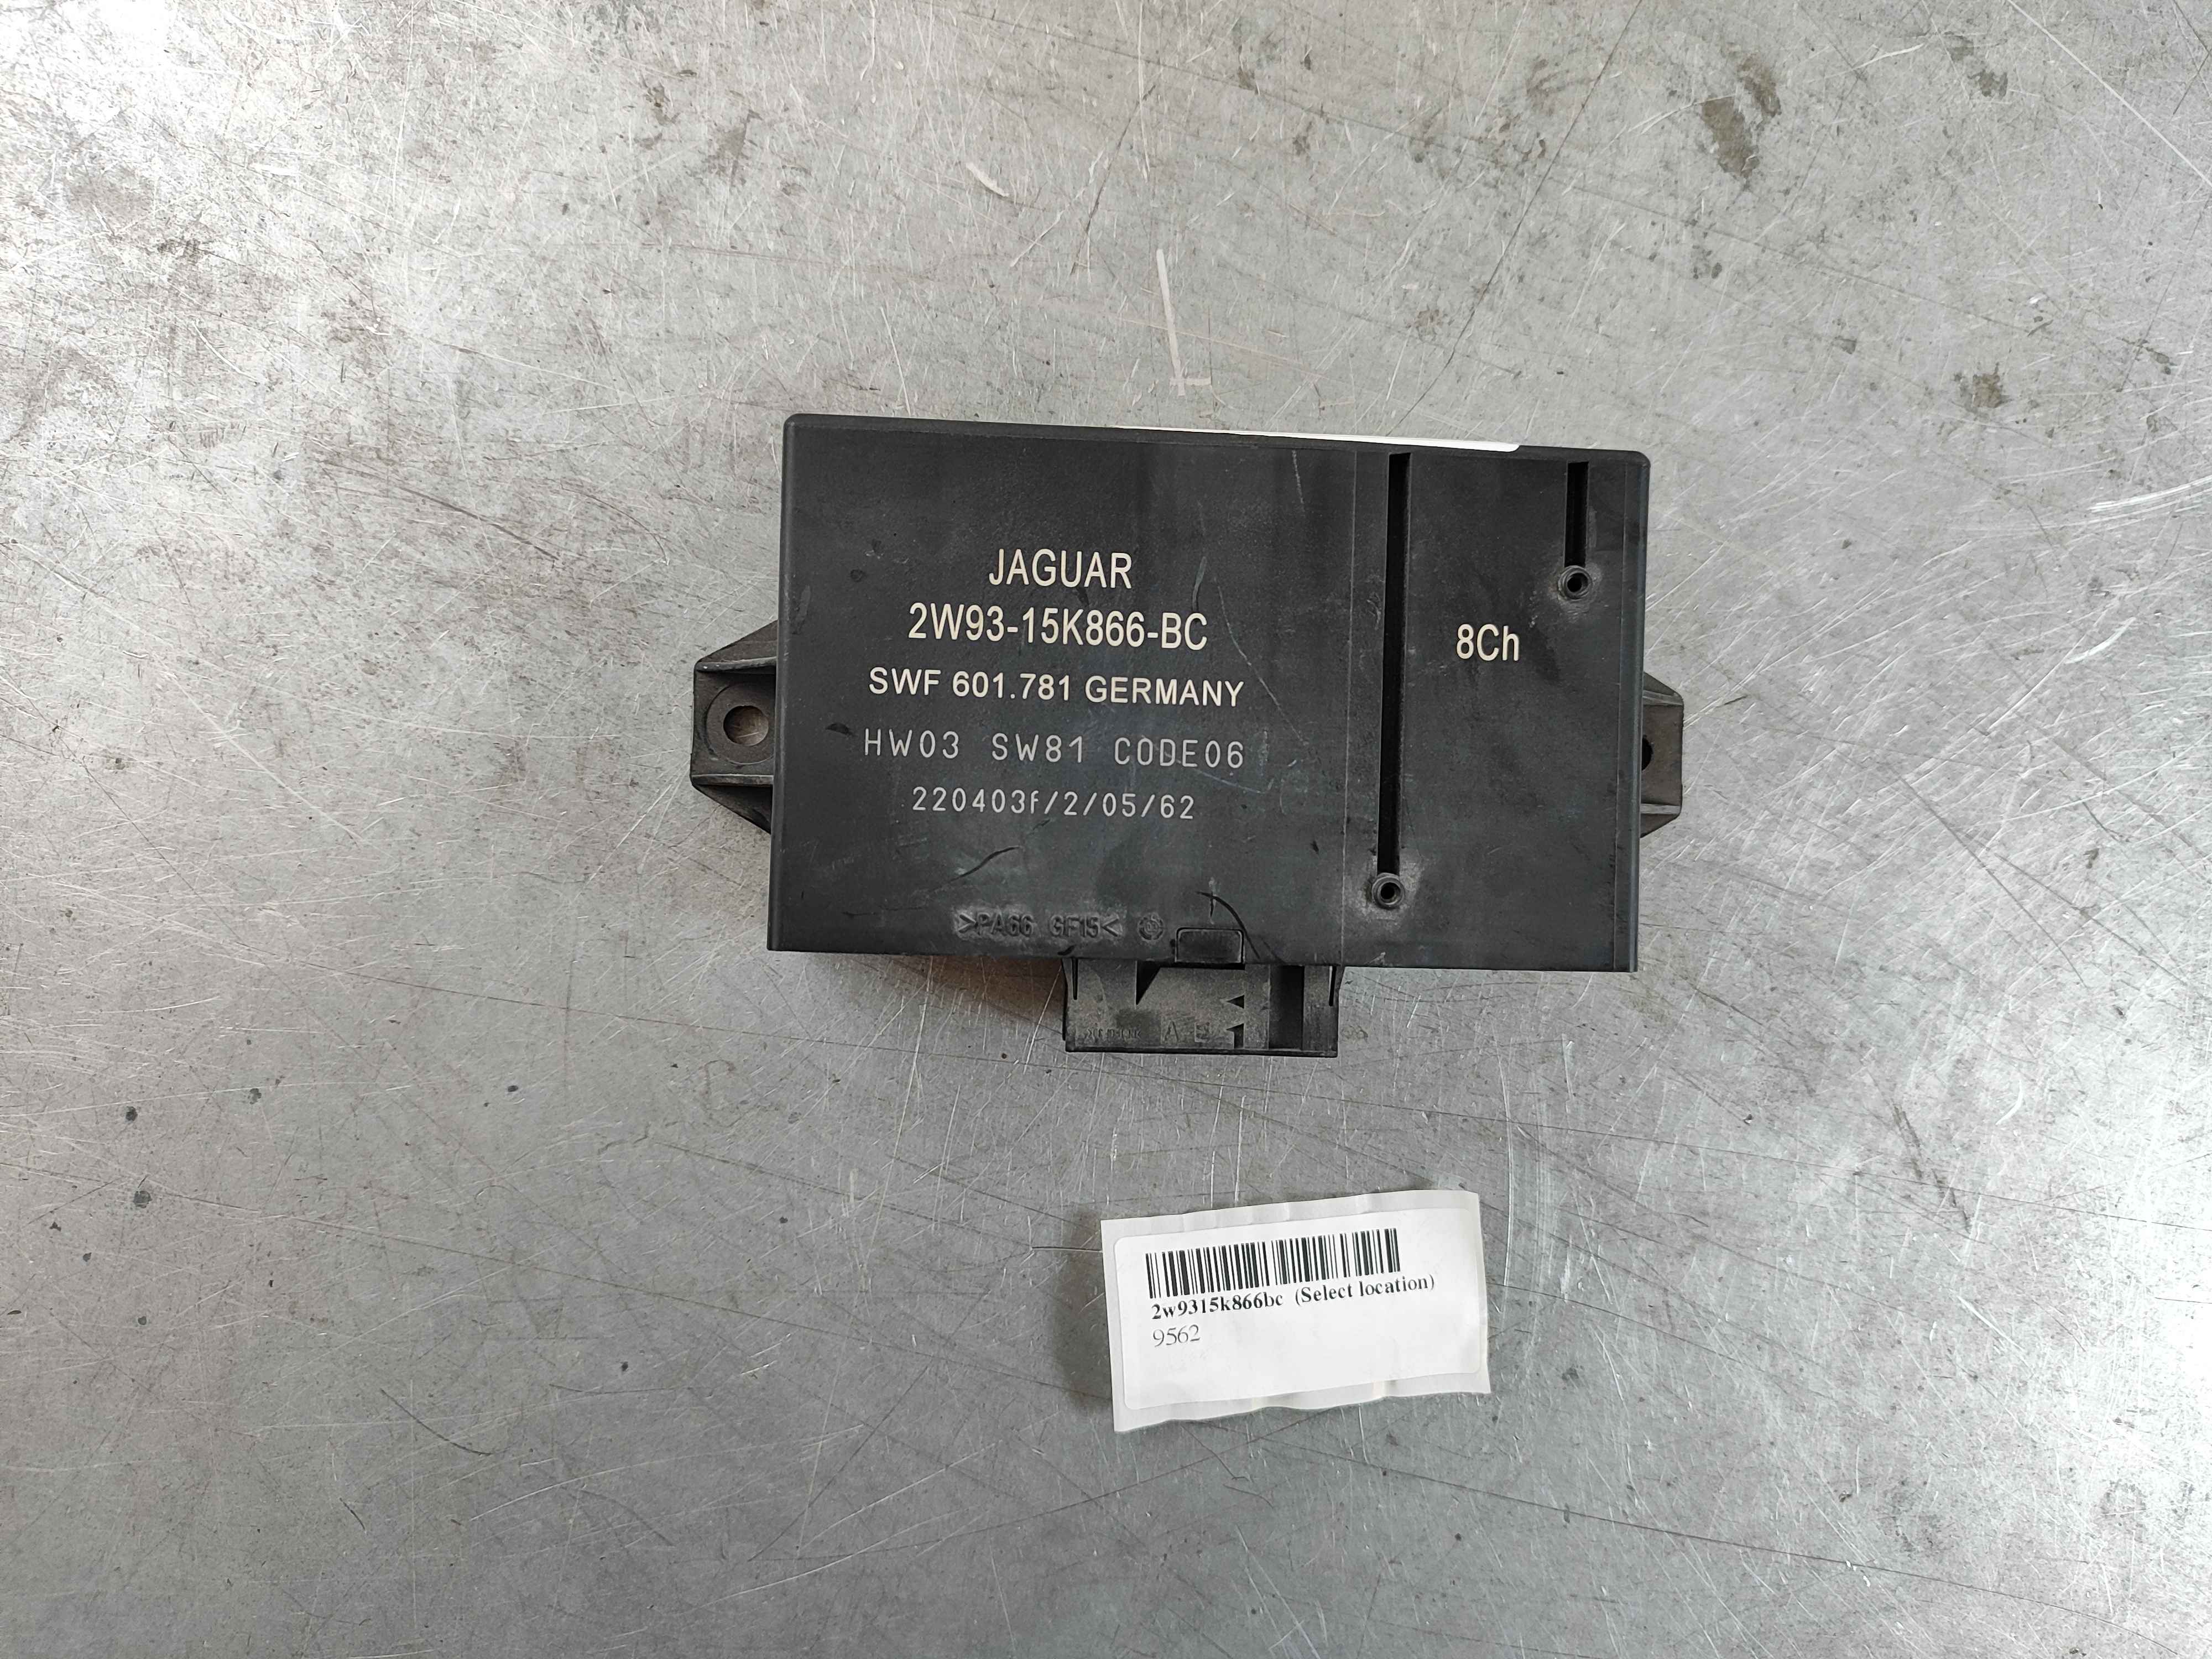 JAGUAR
2W93-15K866-BC
8Ch
SWF 601.781 GERMANY
HW03 SW81 CODE06
220403f/2/05/62
>PA66 GF15<
2w9315k866bc (Select location)
9562